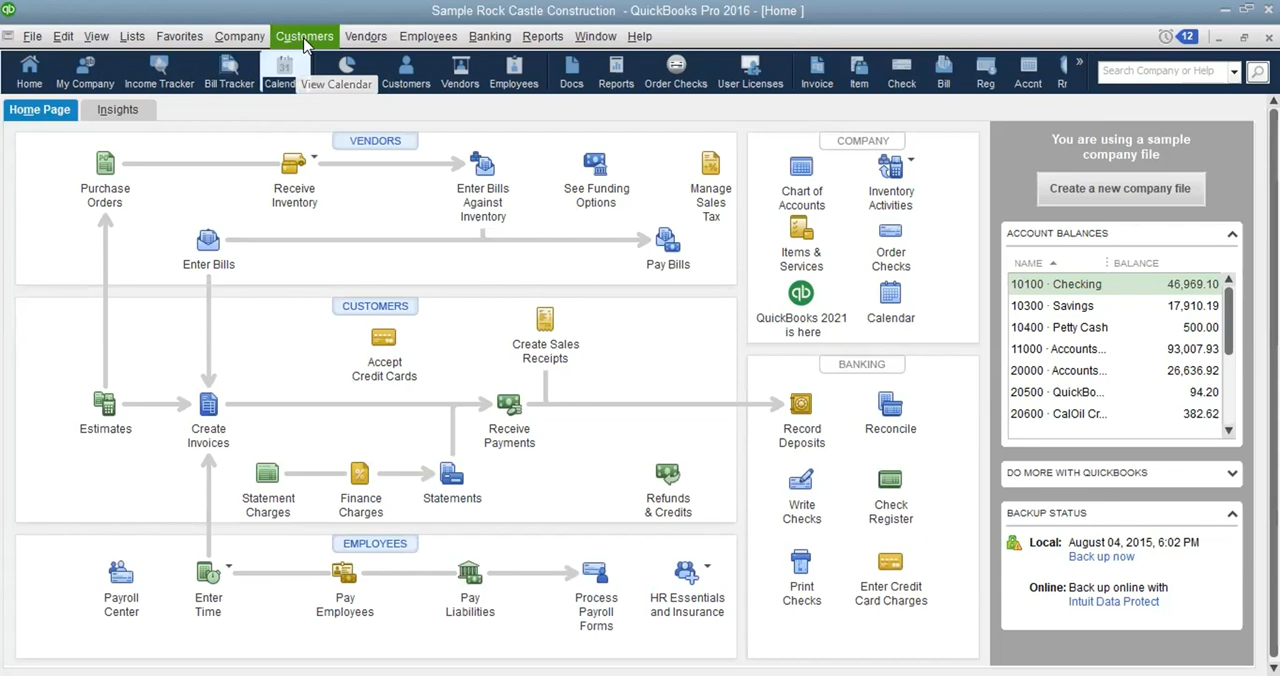 Sample Rock Castle Construction - QuickBooks Pro 2016 - [Home ]
File Edit View Lists Favorites Company Customers Vendors Employees Banking Reports Window Help
12
Home My Company Income Tracker Bill Tracker Calend Customers Vendors Employees Docs Reports Order Checks User Licenses Invoice Item Check Bill Reg Accnt Rr
31
View Calendar
Search Company or Help
Home Page Insights
VENDORS
Purchase
Orders
Receive
Inventory
Enter Bills
Against
Inventory
See Funding
Options
Manage
Sales
Tax
Enter Bills
Pay Bills
CUSTOMERS
Accept
Credit Cards
Create Sales
Receipts
Estimates
Create
Invoices
Receive
Payments
Statement
Charges
Finance
Charges
Statements
Refunds
& Credits
EMPLOYEES
Payroll
Center
Enter
Time
Pay
Employees
Pay
Liabilities
Process
Payroll
Forms
HR Essentials
and Insurance
COMPANY
Chart of
Accounts
Inventory
Activities
Items &
Services
Order
Checks
qb
QuickBooks 2021
is here
Calendar
BANKING
Record
Deposits
Reconcile
Write
Checks
Check
Register
Print
Checks
Enter Credit
Card Charges
You are using a sample
company file
Create a new company file
ACCOUNT BALANCES
NAME BALANCE
10100 · Checking 46,969.10
10300 · Savings 17,910.19
10400 · Petty Cash 500.00
11000 · Accounts... 93,007.93
20000 · Accounts... 26,636.92
20500 · QuickBo... 94.20
20600 · CalOil Cr... 382.62
DO MORE WITH QUICKBOOKS
BACKUP STATUS
Local: August 04, 2015, 6:02 PM
Back up now
Online: Back up online with
Intuit Data Protect